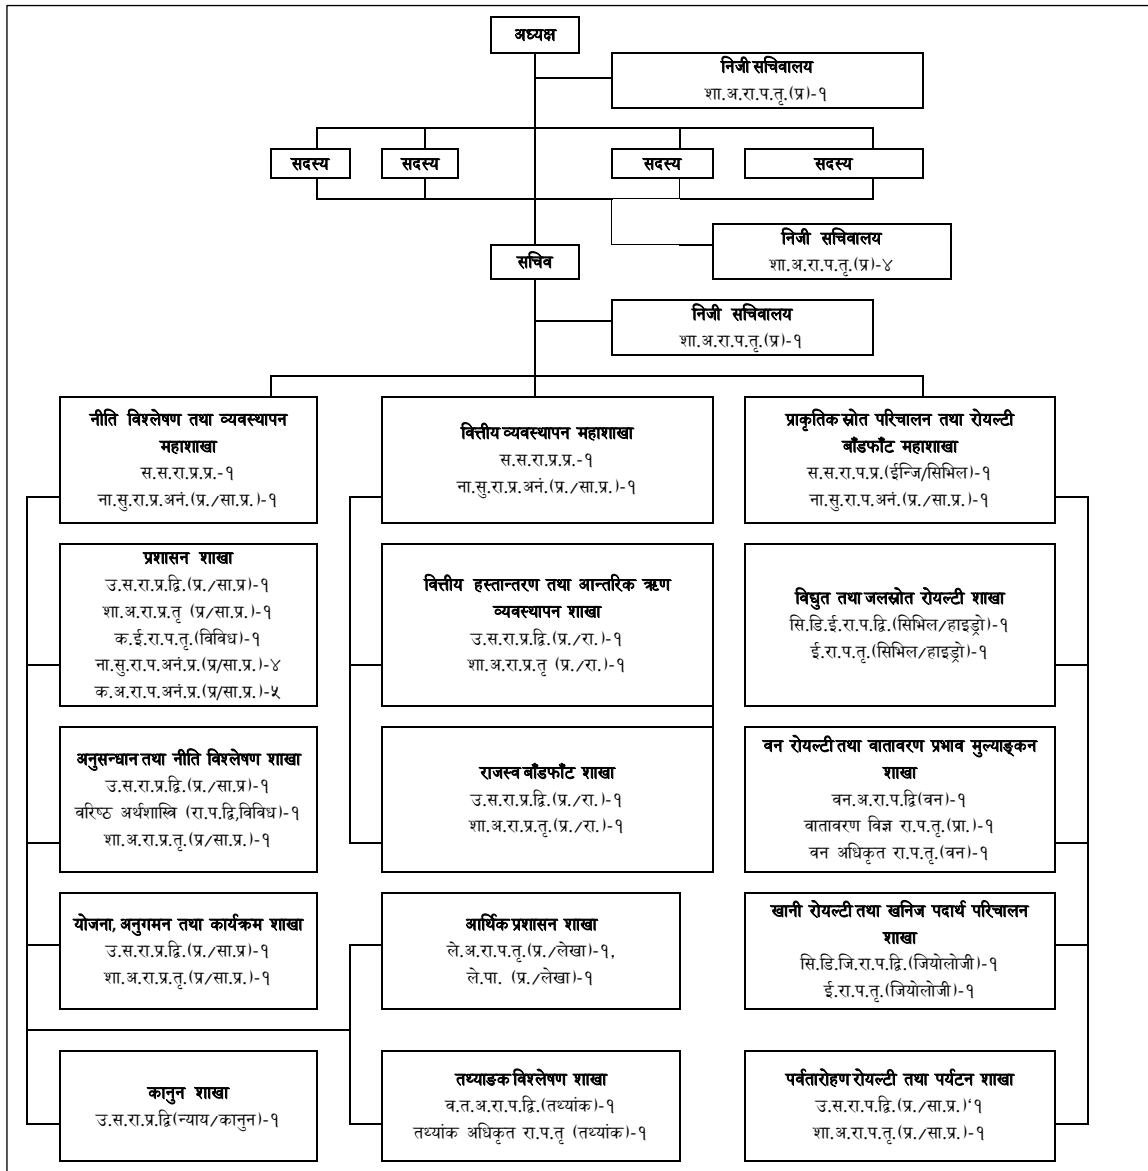 अध्यक्ष
निजी सचिवालय
शा.अ.रा.प.तृ.(प्र)-१
सदस्य
सदस्य
सदस्य
सदस्य
निजी सचिवालय
शा.अ.रा.प.तृ.(प्र)-४
सचिव
निजी सचिवालय
शा.अ.रा.प.तृ.(प्र)-१
नीति विश्लेषण तथा व्यवस्थापन
महाशाखा
स.स.रा.प्र.प्र.-१
ना.सु.रा.प्र.अनं.(प्र./सा.प्र.)-१
वित्तीय व्यवस्थापन महाशाखा
स.स.रा.प्र.प्र.-१
ना.सु.रा.प्र.अनं.(प्र./सा.प्र.)-१
प्राकृतिक स्रोत परिचालन तथा रोयल्टी
बाँडफाँट महाशाखा
स.स.रा.प.प्र.(ईन्जि/सिभिल)-१
ना.सु.रा.प.अनं.(प्र./सा.प्र.)-१
प्रशासन शाखा
उ.स.रा.प्र.द्वि.(प्र./सा.प्र)-१
शा.अ.रा.प्र.तृ (प्र/सा.प्र.)-१
क.ई.रा.प.तृ.(विविध)-१
ना.सु.रा.प.अनं.प्र.(प्र/सा.प्र.)-४
क.अ.रा.प.अनं.प्र.(प्र/सा.प्र.)-५
वित्तीय हस्तान्तरण तथा आन्तरिक ऋण
व्यवस्थापन शाखा
उ.स.रा.प्र.द्वि.(प्र./रा.)-१
शा.अ.रा.प्र.तृ (प्र./रा.)-१
विद्युत तथा जलस्रोत रोयल्टी शाखा
सि.डि.ई.रा.प.द्वि.(सिभिल/हाइड्रो)-१
ई.रा.प.तृ.(सिभिल/हाइड्रो)-१
अनुसन्धान तथा नीति विश्लेषण शाखा
उ.स.रा.प्र.द्वि.(प्र./सा.प्र)-१
वरिष्ठ अर्थशास्त्रि (रा.प.द्वि,विविध)-१
शा.अ.रा.प्र.तृ.(प्र/सा.प्र.)-१
राजस्व बाँडफाँट शाखा
उ.स.रा.प्र.द्वि.(प्र./रा.)-१
शा.अ.रा.प्र.तृ.(प्र./रा.)-१
वन रोयल्टी तथा वातावरण प्रभाव मुल्याङ्कन
शाखा
वन.अ.रा.प.द्वि(वन)-१
वातावरण विज्ञ रा.प.तृ.(प्रा.)-१
वन अधिकृत रा.प.तृ.(वन)-१
योजना, अनुगमन तथा कार्यक्रम शाखा
उ.स.रा.प्र.द्वि.(प्र./सा.प्र)-१
शा.अ.रा.प्र.तृ.(प्र/सा.प्र.)-१
आर्थिक प्रशासन शाखा
ले.अ.रा.प.तृ.(प्र./लेखा)-१,
ले.पा. (प्र./लेखा)-१
खानी रोयल्टी तथा खनिज पदार्थ परिचालन
शाखा
सि.डि.जि.रा.प.द्वि.(जियोलोजी)-१
ई.रा.प.तृ.(जियोलोजी)-१
कानुन शाखा
उ.स.रा.प्र.द्वि(न्याय/कानुन)-१
तथ्याङक विश्लेषण शाखा
व.त.अ.रा.प.द्वि.(तथ्यांक)-१
तथ्यांक अधिकृत रा.प.तृ (तथ्यांक)-१
पर्वतारोहण रोयल्टी तथा पर्यटन शाखा
उ.स.रा.प.द्वि.(प्र./सा.प्र.)‘१
शा.अ.रा.प.तृ.(प्र./सा.प्र.)-१